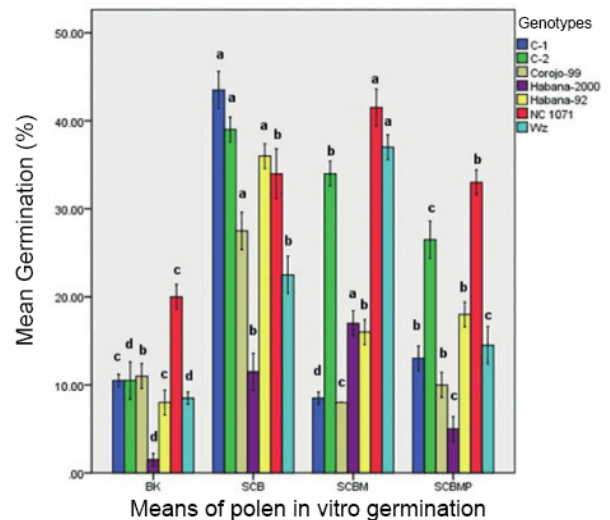 Genotypes
C-1
C-2
Corojo-99
Habana-2000
Habana-92
NC 1071
Wz
Mean Germination (%)
50.00
40.00
30.00
20.00
10.00
.00
c d b d c c d
a a a b a b b
d b c a b a a
b c b c b b c
BK SCB SCBM SCBMP
Means of polen in vitro germination